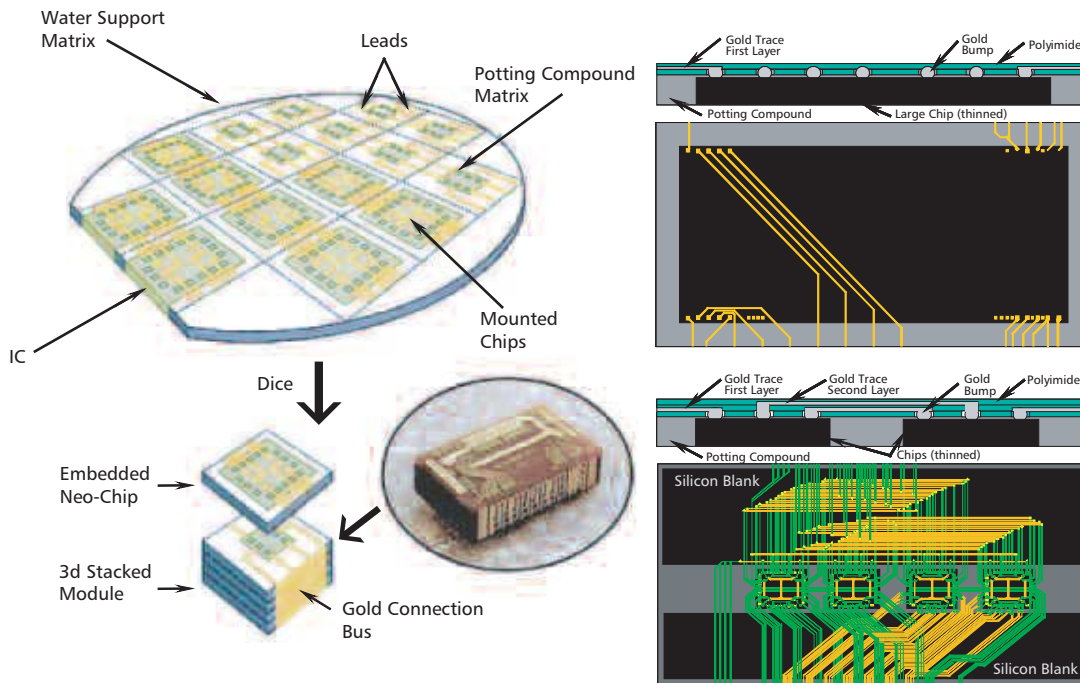 Water Support
Matrix
Leads
Potting Compound
Matrix
IC
Mounted
Chips
Dice
Embedded
Neo-Chip
3d Stacked
Module
Gold Connection
Bus
Gold Trace
First Layer
Gold
Bump
Polyimide
Potting Compound
Large Chip (thinned)
Gold Trace
First Layer
Gold Trace
Second Layer
Gold
Bump
Polyimide
Potting Compound
Chips (thinned)
Silicon Blank
Silicon Blank